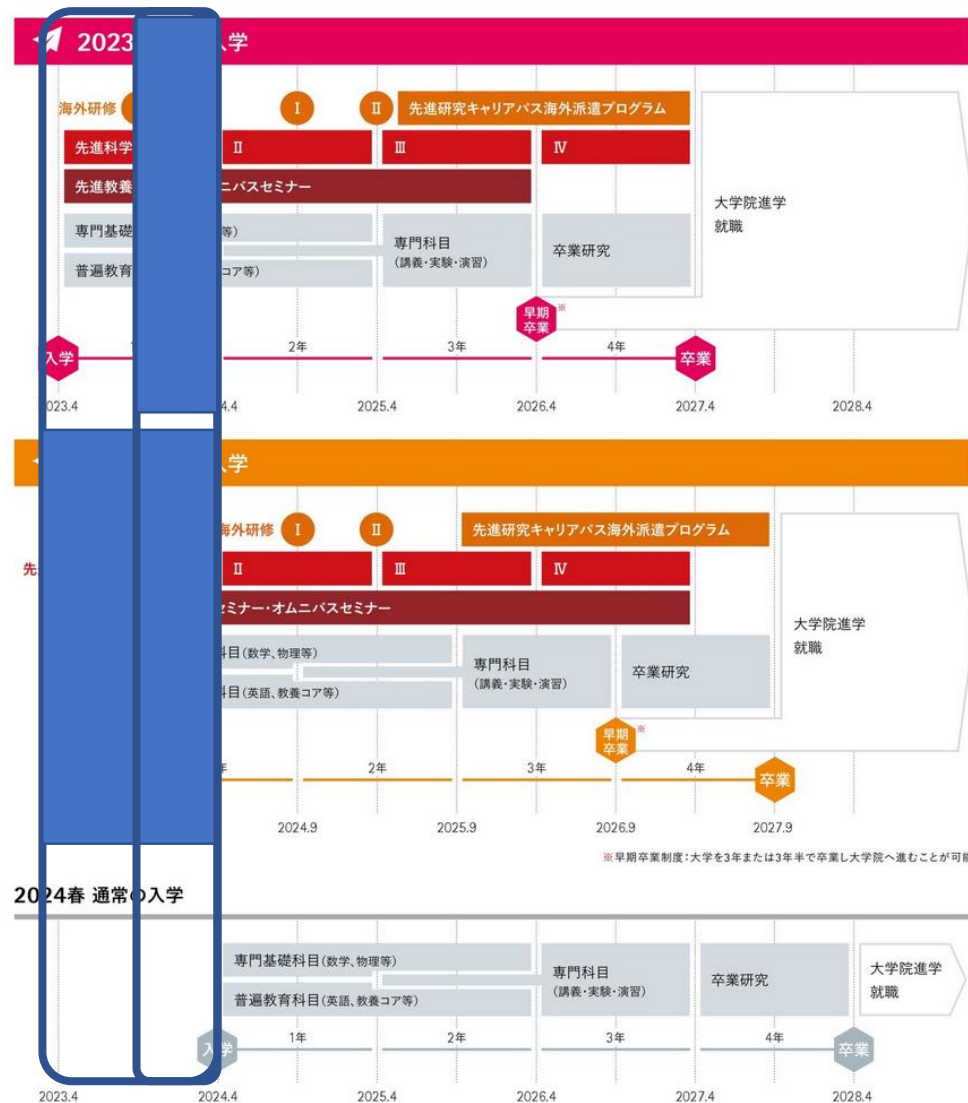 2023 入学
海外研修 I II 先進研究キャリアパス海外派遣プログラム
先進科学 II III IV
先進教養 ニバスセミナー
専門基礎 等)
普遍教育 コア等)
専門科目
(講義・実験・演習)
卒業研究
大学院進学
就職
早期
卒業
※
入学 2年 3年 4年 卒業
2023.4 4.4 2025.4 2026.4 2027.4 2028.4
入学
海外研修 I II 先進研究キャリアパス海外派遣プログラム
先 II III IV
セミナー・オムニバスセミナー
科目(数学、物理等)
科目(英語、教養コア等)
専門科目
(講義・実験・演習)
卒業研究
大学院進学
就職
早期
卒業
※
年 2年 3年 4年 卒業
2024.9 2025.9 2026.9 2027.9
※早期卒業制度:大学を3年または3年半で卒業し大学院へ進むことが可能
2024春 通常の入学
専門基礎科目(数学、物理等)
普遍教育科目(英語、教養コア等)
専門科目
(講義・実験・演習)
卒業研究
大学院進学
就職
入学 1年 2年 3年 4年 卒業
2023.4 2024.4 2025.4 2026.4 2027.4 2028.4